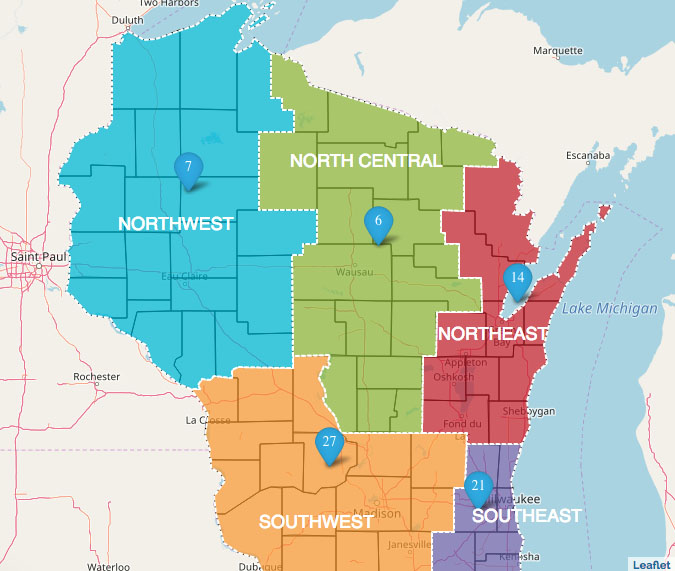 Two Harbors
Duluth
Marquette
Escanaba
NORTH CENTRAL
7
6
NORTHWEST
Saint Paul
Eau Claire
Wausau
14
Lake Michigan
NORTHEAST
Bay
Appleton
Oshkosh
Rochester
Sheboygan
La Crosse
Fond du
La
27
21
Milwaukee
Madison
SOUTHWEST
SOUTHEAST
Janesville
Kenosha
Waterloo
Dubuq
Leaflet